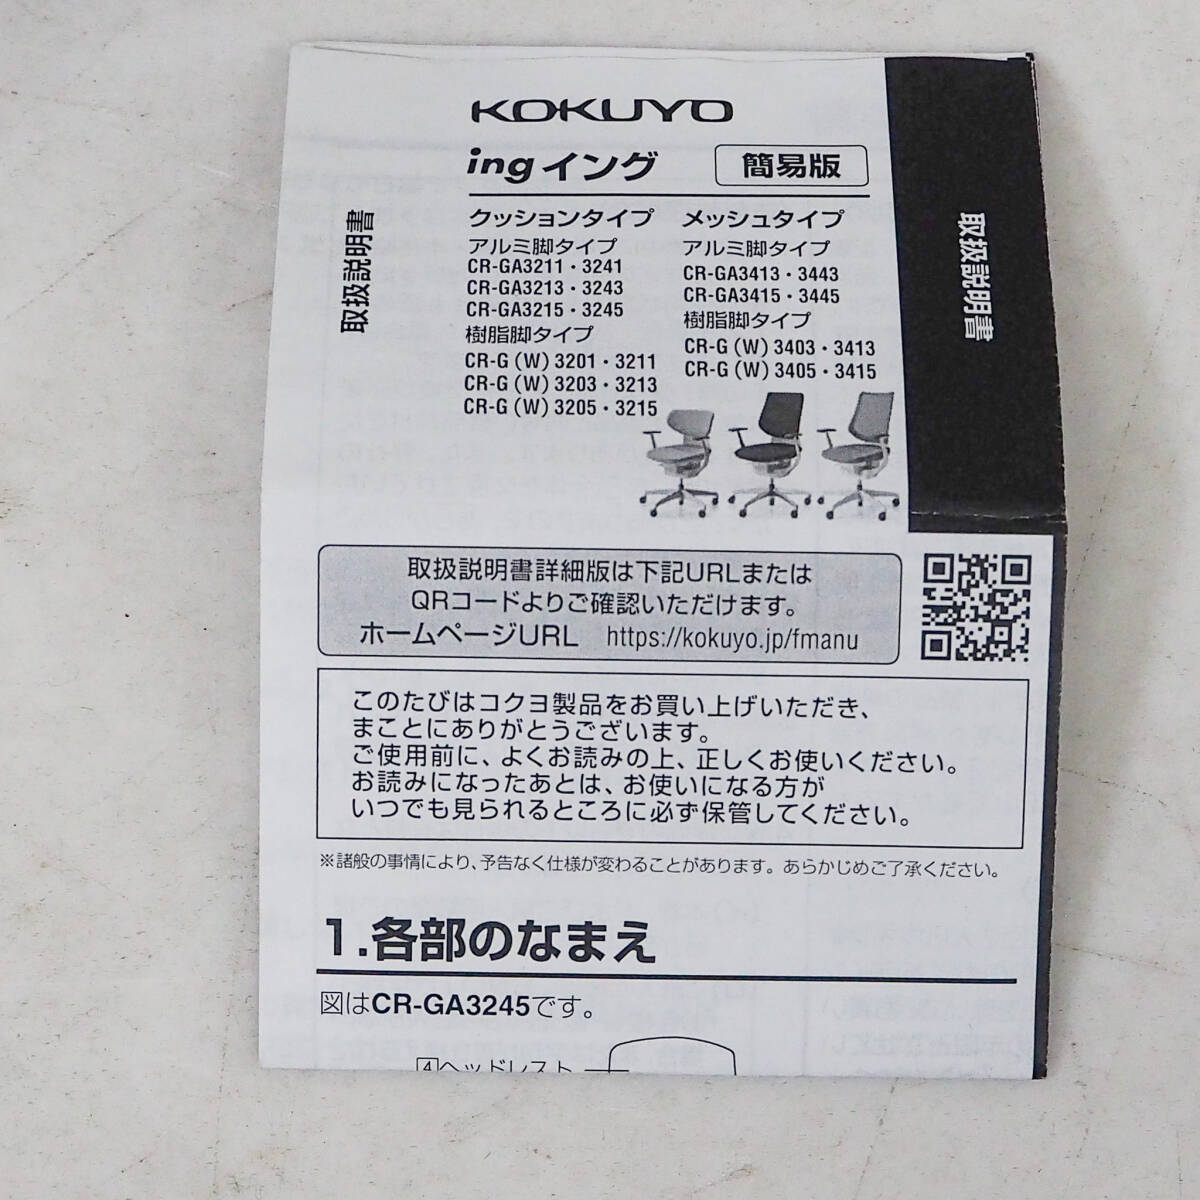 KOKUYO
ing イング
簡易版
取扱説明書
取扱説明書
クッションタイプ
アルミ脚タイプ
CR-GA3211・3241
CR-GA3213・3243
CR-GA3215・3245
樹脂脚タイプ
CR-G (W) 3201・3211
CR-G (W) 3203・3213
CR-G (W) 3205・3215
メッシュタイプ
アルミ脚タイプ
CR-GA3413・3443
CR-GA3415・3445
樹脂脚タイプ
CR-G (W) 3403・3413
CR-G (W) 3405・3415
取扱説明書詳細版は下記URLまたは
QRコードよりご確認いただけます。
ホームページURL https://kokuyo.jp/fmanu
このたびはコクヨ製品をお買い上げいただき、
まことにありがとうございます。
ご使用前に、よくお読みの上、正しくお使いください。
お読みになったあとは、お使いになる方が
いつでも見られるところに必ず保管してください。
※諸般の事情により、予告なく仕様が変わることがあります。あらかじめご了承ください。
1.各部のなまえ
図はCR-GA3245です。
4ヘッドレスト